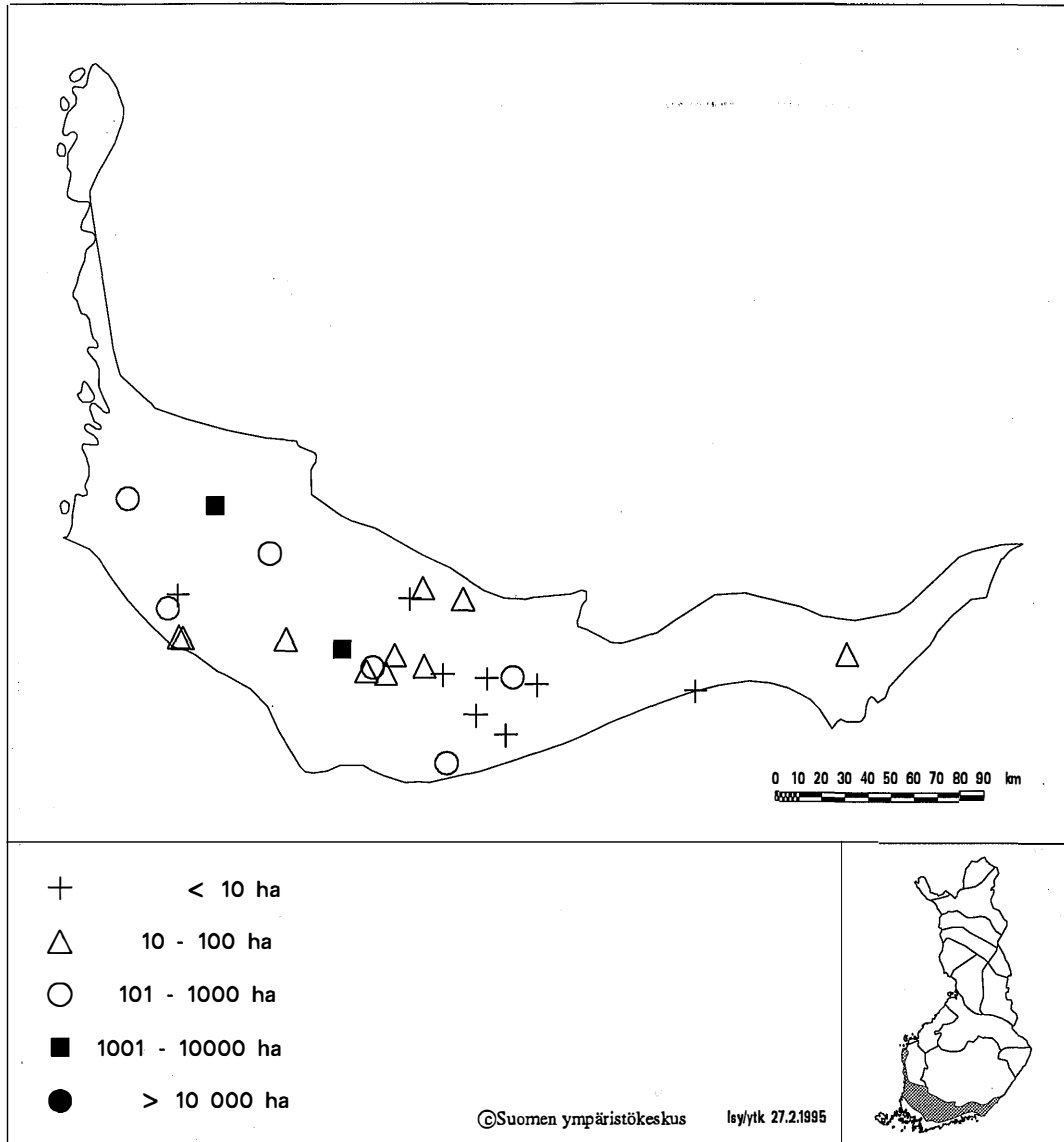 0 10 20 30 40 50 60 70 80 90 km
< 10 ha
10 - 100 ha
101 - 1000 ha
1001 - 10000 ha
> 10 000 ha
©Suomen ympäristökeskus lsy/ytk 27.2.1995